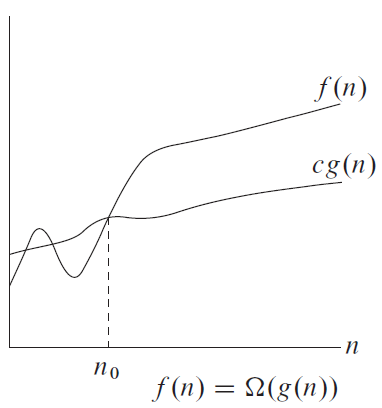 f(n)
cg(n)
n
n₀
f(n) = Ω(g(n))